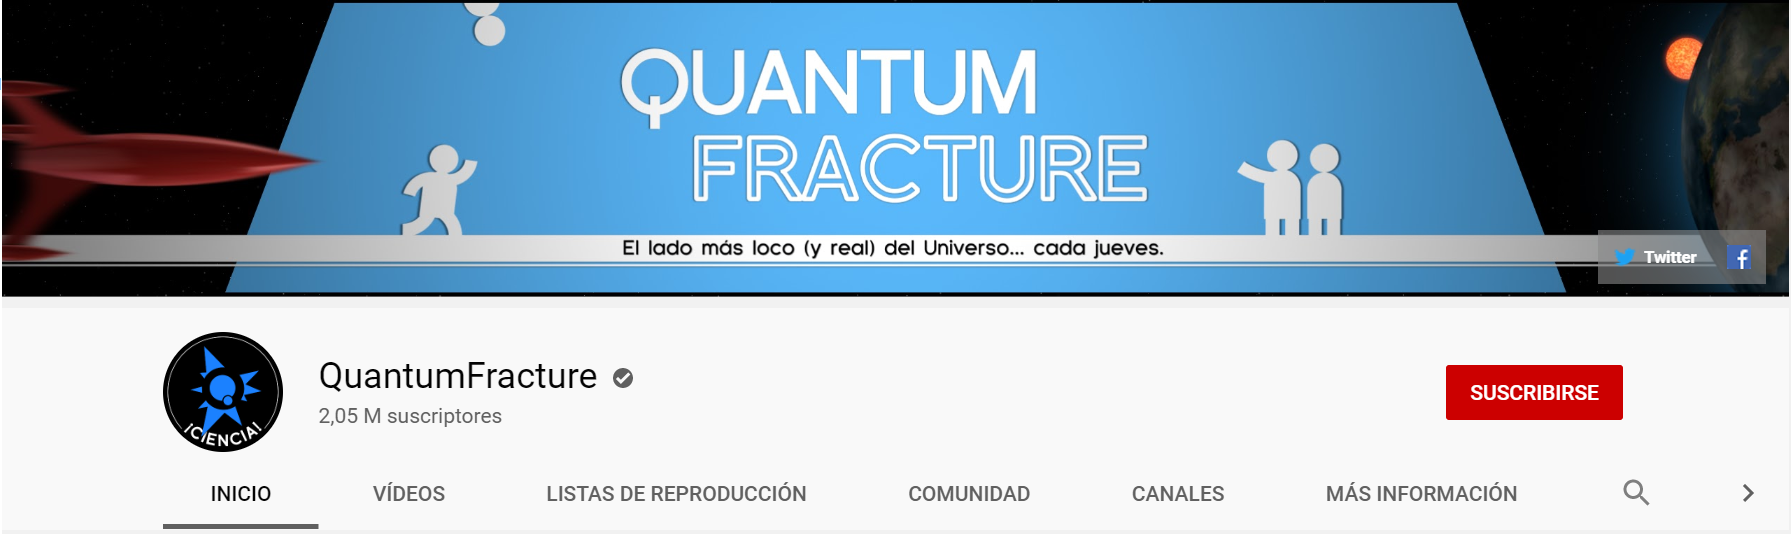 QUANTUM
FRACTURE
El lado más loco (y real) del Universo... cada jueves.
Twitter
f
¡CIENCIA!
QuantumFracture
2,05 M suscriptores
SUSCRIBIRSE
INICIO VÍDEOS LISTAS DE REPRODUCCIÓN COMUNIDAD CANALES MÁS INFORMACIÓN